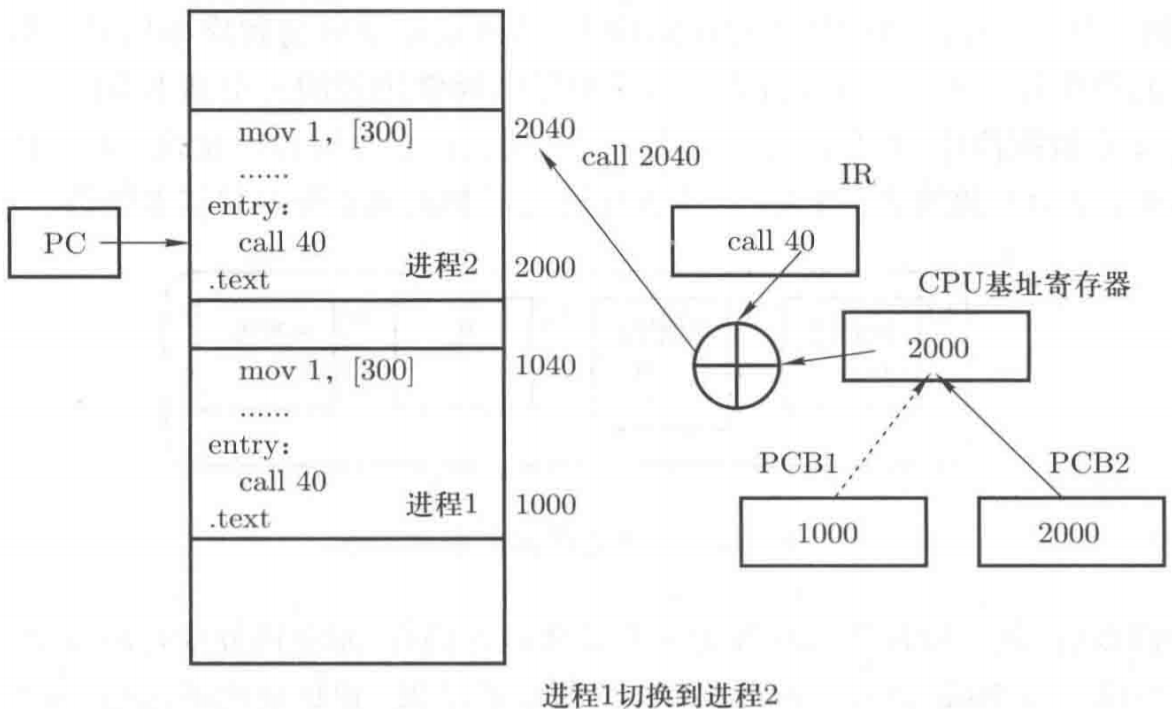 mov 1, [300]
2040
......
entry:
PC
call 40
进程2
.text
2000
mov 1, [300]
1040
......
entry:
call 40
进程1
.text
1000
call 2040
IR
call 40
CPU基址寄存器
2000
PCB1
PCB2
1000
2000
进程1切换到进程2